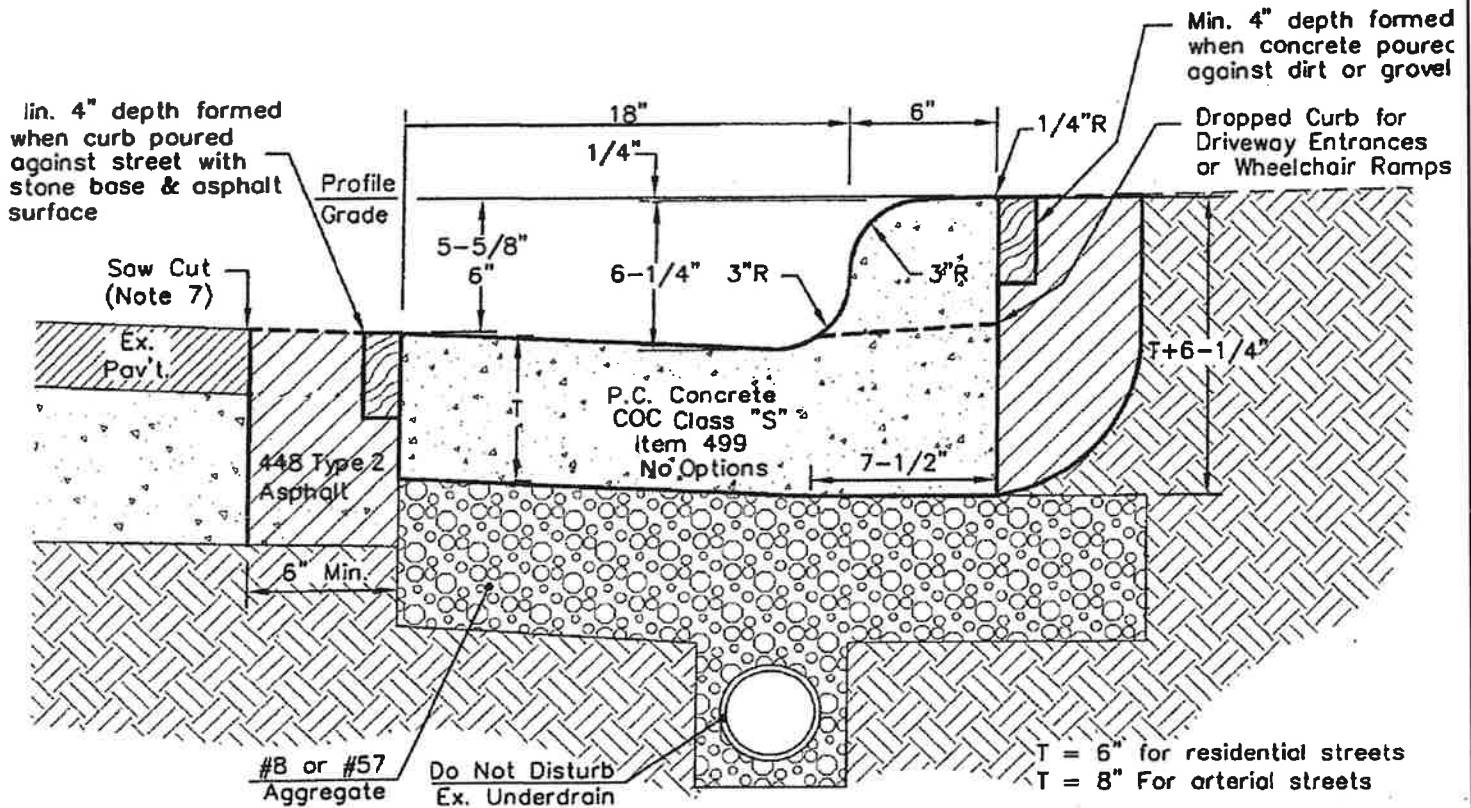 Min. 4" depth formed
when concrete poured
against dirt or grovel
lin. 4" depth formed
when curb poured
against street with
stone base & asphalt
surface
18"
6"
1/4"R
Dropped Curb for
Driveway Entrances
or Wheelchair Ramps
1/4"
Profile
Grade
5-5/8"
6"
6-1/4"
3"R
3"R
Saw Cut
(Note 7)
Ex.
Pav't.
T+6-1/4"
T
P.C. Concrete
COC Class "S"
Item 499
No Options
7-1/2"
448 Type 2
Asphalt
6" Min.
#8 or #57
Aggregate
Do Not Disturb
Ex. Underdrain
T = 6" for residential streets
T = 8" For arterial streets